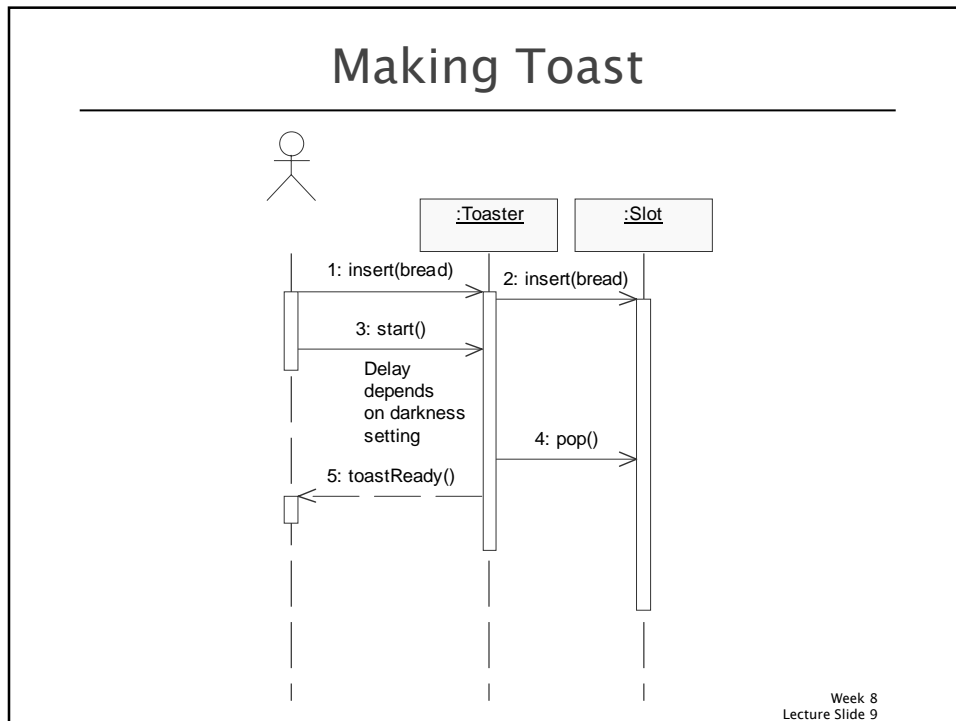 Making Toast
:Toaster
:Slot
1: insert(bread)
2: insert(bread)
3: start()
Delay
depends
on darkness
setting
4: pop()
5: toastReady()
Week 8
Lecture Slide 9